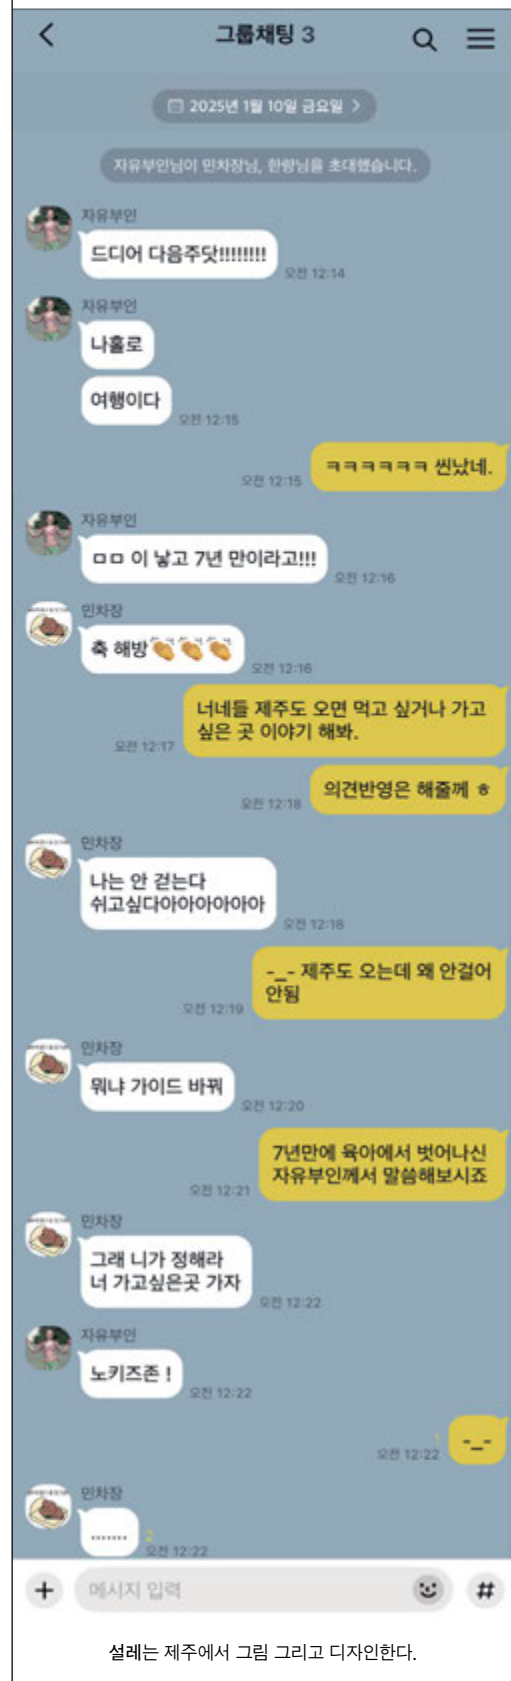 그룹채팅 3
2025년 1월 10일 금요일 >
자유부인님이 민차장님, 한량님을 초대했습니다.
자유부인
드디어 다음주닷!!!!!!!!
오전 12:14
자유부인
나홀로
여행이다
오전 12:15
ㅋㅋㅋㅋㅋㅋ 씬났네.
오전 12:15
자유부인
ㅁㅁ 이 낳고 7년 만이라고!!!
오전 12:16
민차장
축 해방👏👏👏
오전 12:16
너네들 제주도 오면 먹고 싶거나 가고
싶은 곳 이야기 해봐.
오전 12:17
의견반영은 해줄께 ㅎ
오전 12:18
민차장
나는 안 걷는다
쉬고싶다아아아아아아
오전 12:18
-_- 제주도 오는데 왜 안걸어
안됨
오전 12:19
민차장
뭐냐 가이드 바꿔
오전 12:20
7년만에 육아에서 벗어나신
자유부인께서 말씀해보시죠
오전 12:21
민차장
그래 니가 정해라
너 가고싶은곳 가자
오전 12:22
자유부인
노키즈존 !
오전 12:22
-_-
1
오전 12:22
민차장
.......
2
오전 12:22
메시지 입력
#
설레는 제주에서 그림 그리고 디자인한다.